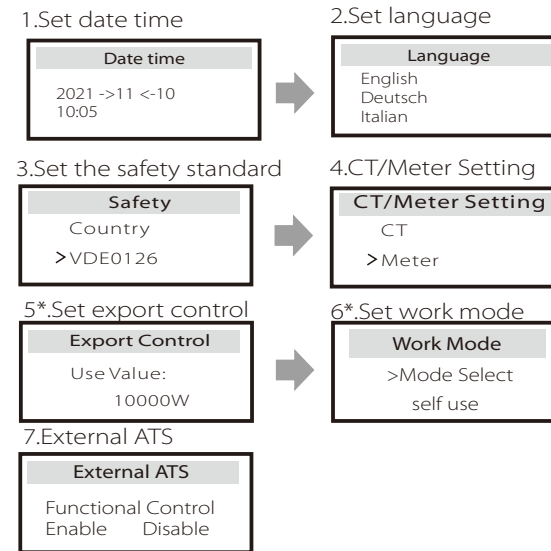 1.Set date time
Date time
2021 ->11 <-10
10:05
2.Set language
Language
English
Deutsch
Italian
3.Set the safety standard
Safety
Country
>VDE0126
4.CT/Meter Setting
CT/Meter Setting
CT
>Meter
5*.Set export control
Export Control
Use Value:
10000W
6*.Set work mode
Work Mode
>Mode Select
self use
7.External ATS
External ATS
Functional Control
Enable Disable